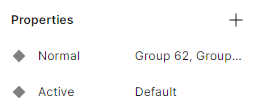 Properties
Normal Group 62, Group...
Active Default